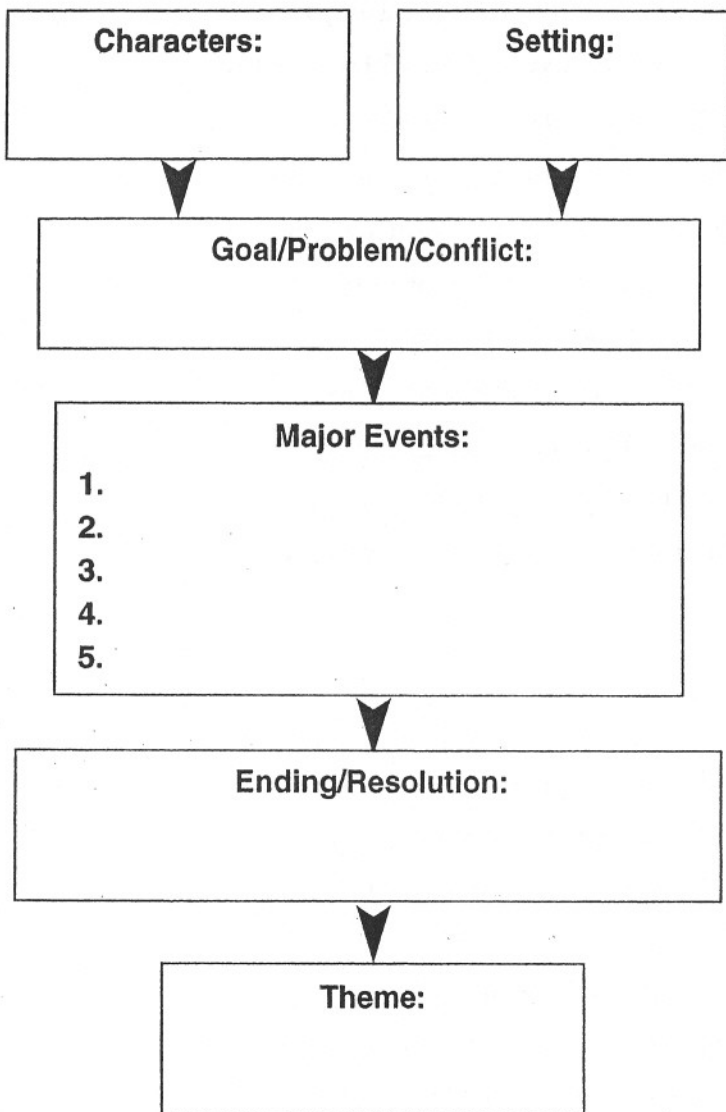 Characters:
Setting:
Goal/Problem/Conflict:
Major Events:
1.
2.
3.
4.
5.
Ending/Resolution:
Theme: